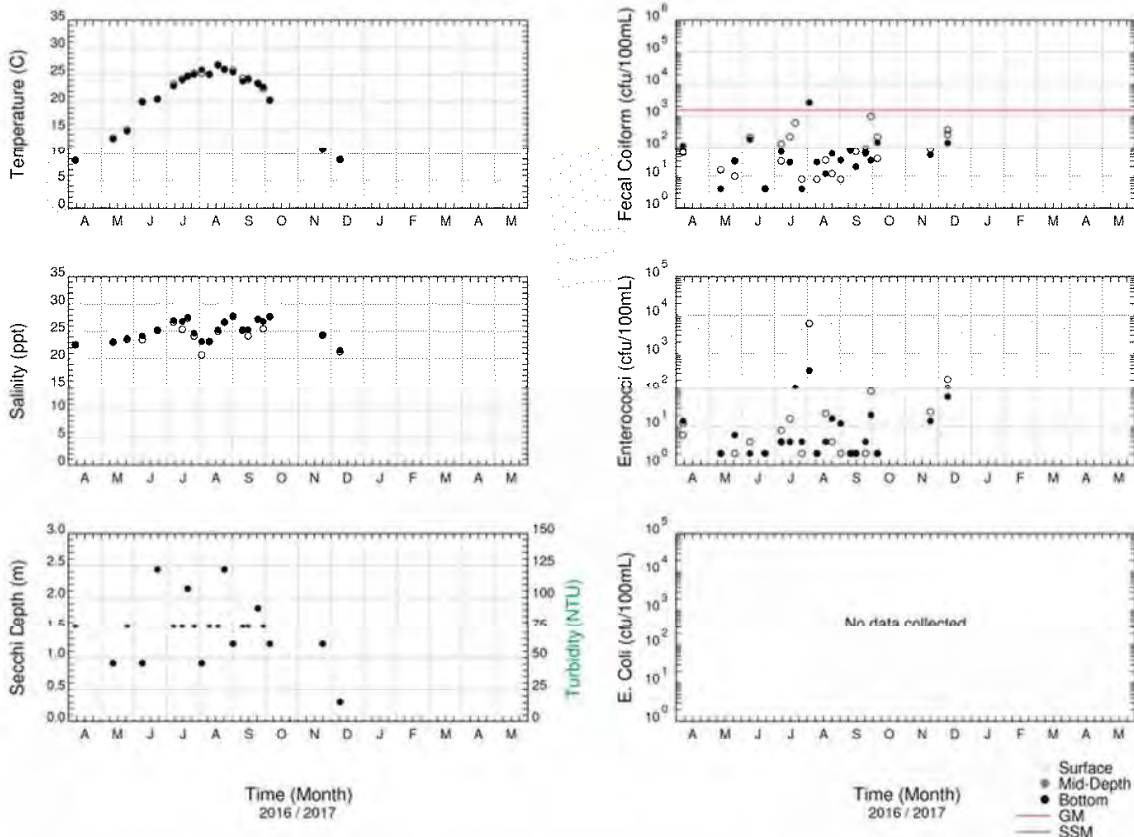 Temperature (C)
35
30
25
20
15
10
5
0
A M J J A S O N D J F M A M
Fecal Coliform (cfu/100mL)
10^6
10^5
10^4
10^3
10^2
10^1
10^0
A M J J A S O N D J F M A M
Salinity (ppt)
35
30
25
20
15
10
5
0
A M J J A S O N D J F M A M
Enterococci (cfu/100mL)
10^5
10^4
10^3
10^2
10^1
10^0
A M J J A S O N D J F M A M
Secchi Depth (m)
3.0
2.5
2.0
1.5
1.0
0.5
0.0
150
125
100
75
50
25
0
Turbidity (NTU)
A M J J A S O N D J F M A M
E. Coli (cfu/100mL)
10^5
10^4
10^3
10^2
10^1
10^0
No data collected
A M J J A S O N D J F M A M
Time (Month)
2016 / 2017
Time (Month)
2016 / 2017
Surface
Mid-Depth
Bottom
GM
SSM